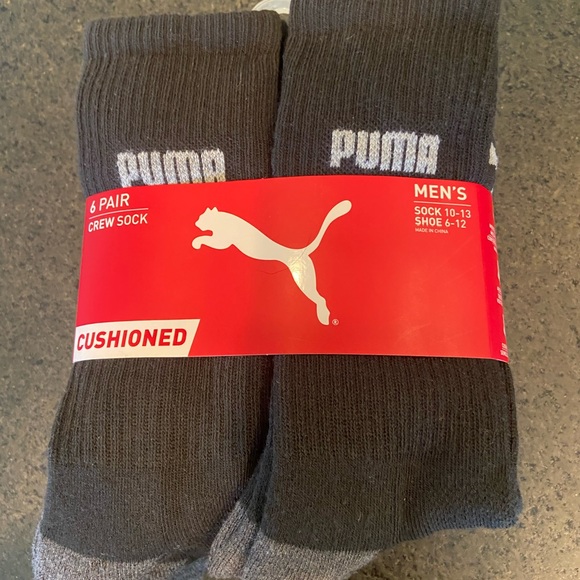 PUMA
PUMA
6 PAIR
CREW SOCK
MEN'S
SOCK 10-13
SHOE 6-12
MADE IN CHINA
®
CUSHIONED